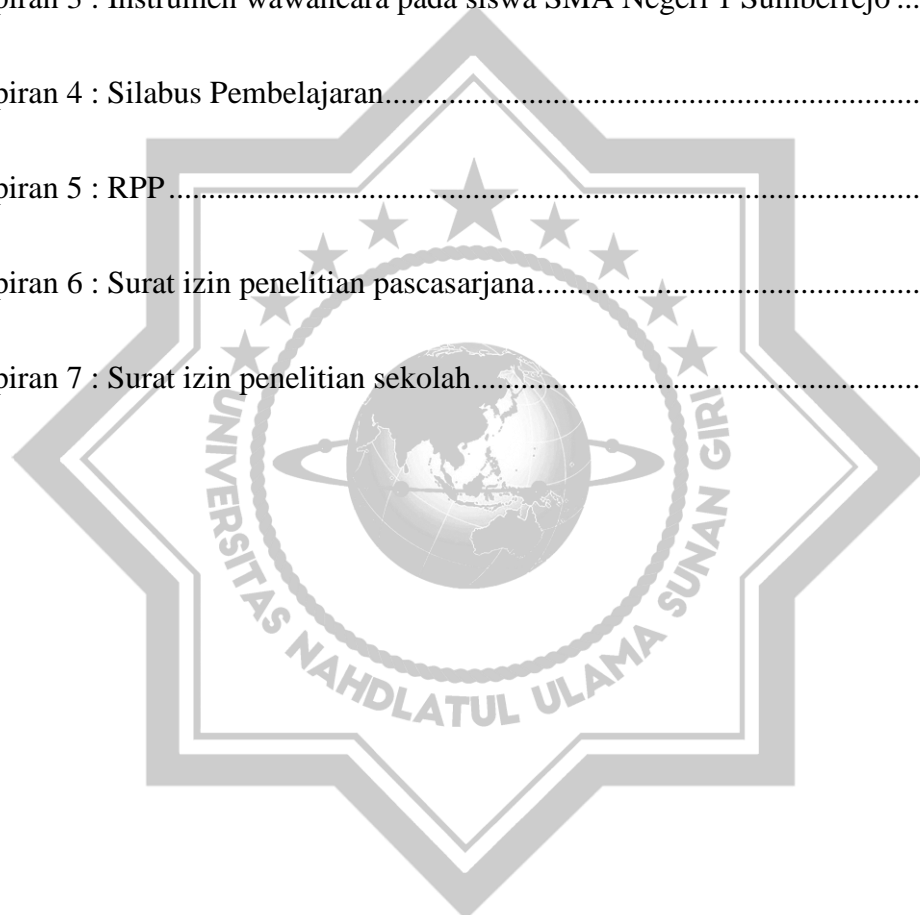 piran 3 : Instrumen wawancara pada siswa SMA Negeri 1 Sumberrejo ...
piran 4 : Silabus Pembelajaran....................................................................
piran 5 : RPP..............................................................................................
piran 6 : Surat izin penelitian pascasarjana................................................
piran 7 : Surat izin penelitian sekolah........................................................
UNIVERSITAS NAHDLATUL ULAMA SUNAN GIRI